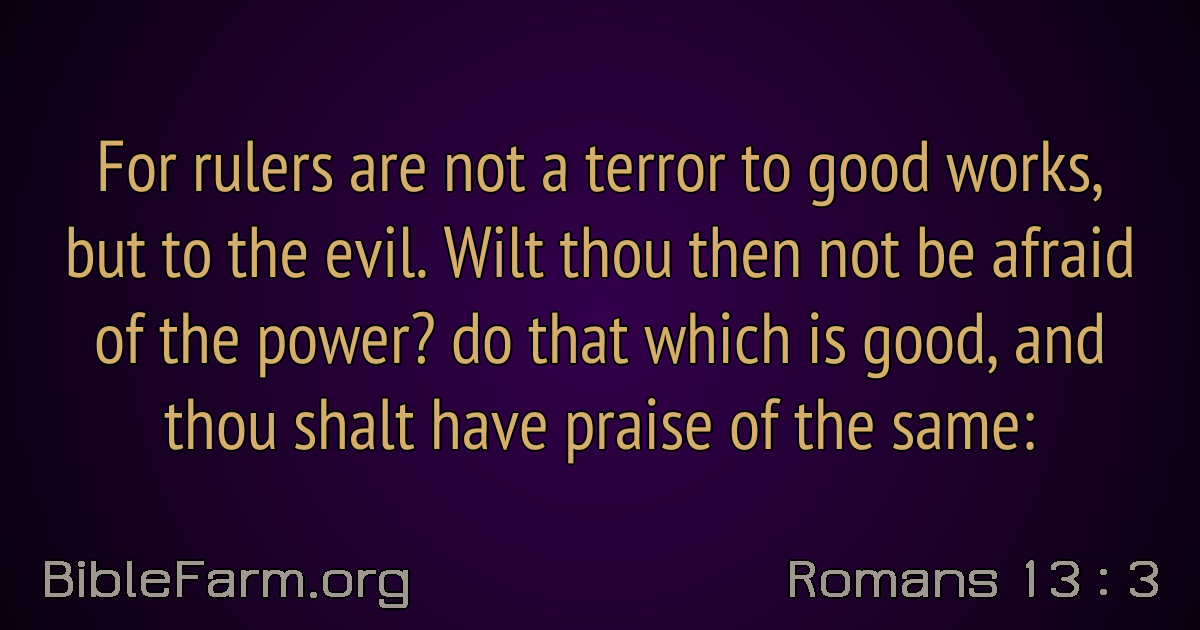 For rulers are not a terror to good works,
but to the evil. Wilt thou then not be afraid
of the power? do that which is good, and
thou shalt have praise of the same:
BibleFarm.org
Romans 13 : 3